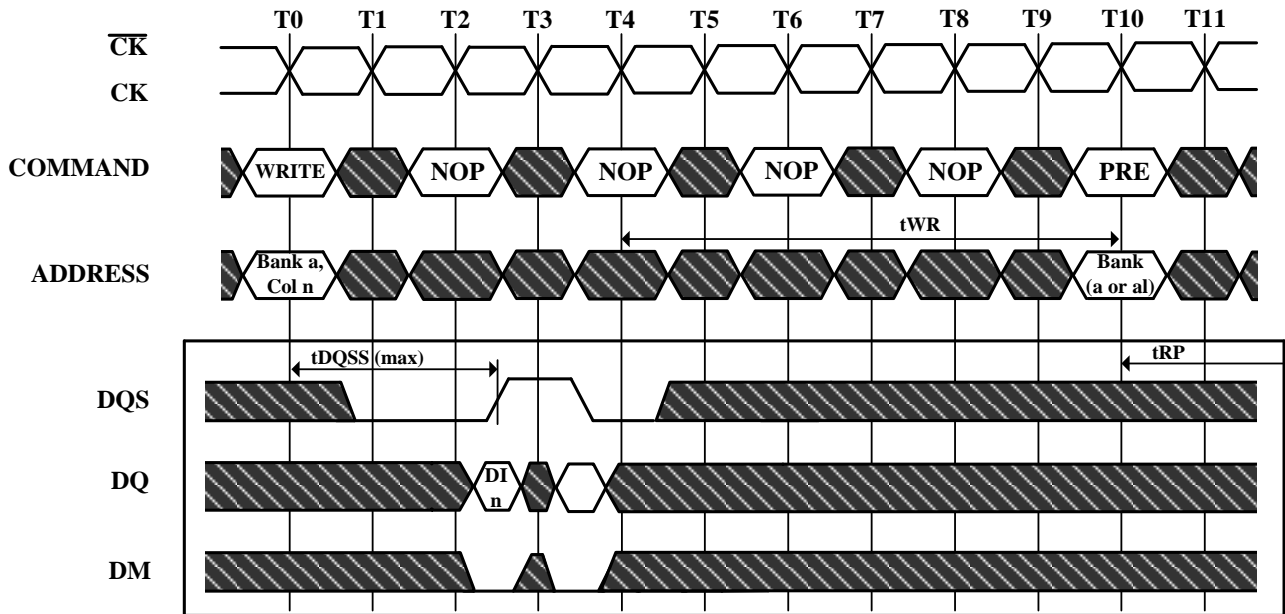 T0 T1 T2 T3 T4 T5 T6 T7 T8 T9 T10 T11
CK
CK
COMMAND WRITE NOP NOP NOP NOP PRE
tWR
ADDRESS Bank a, Bank
Col n (a or al)
tDQSS (max) tRP
DQS
DQ DI
n
DM